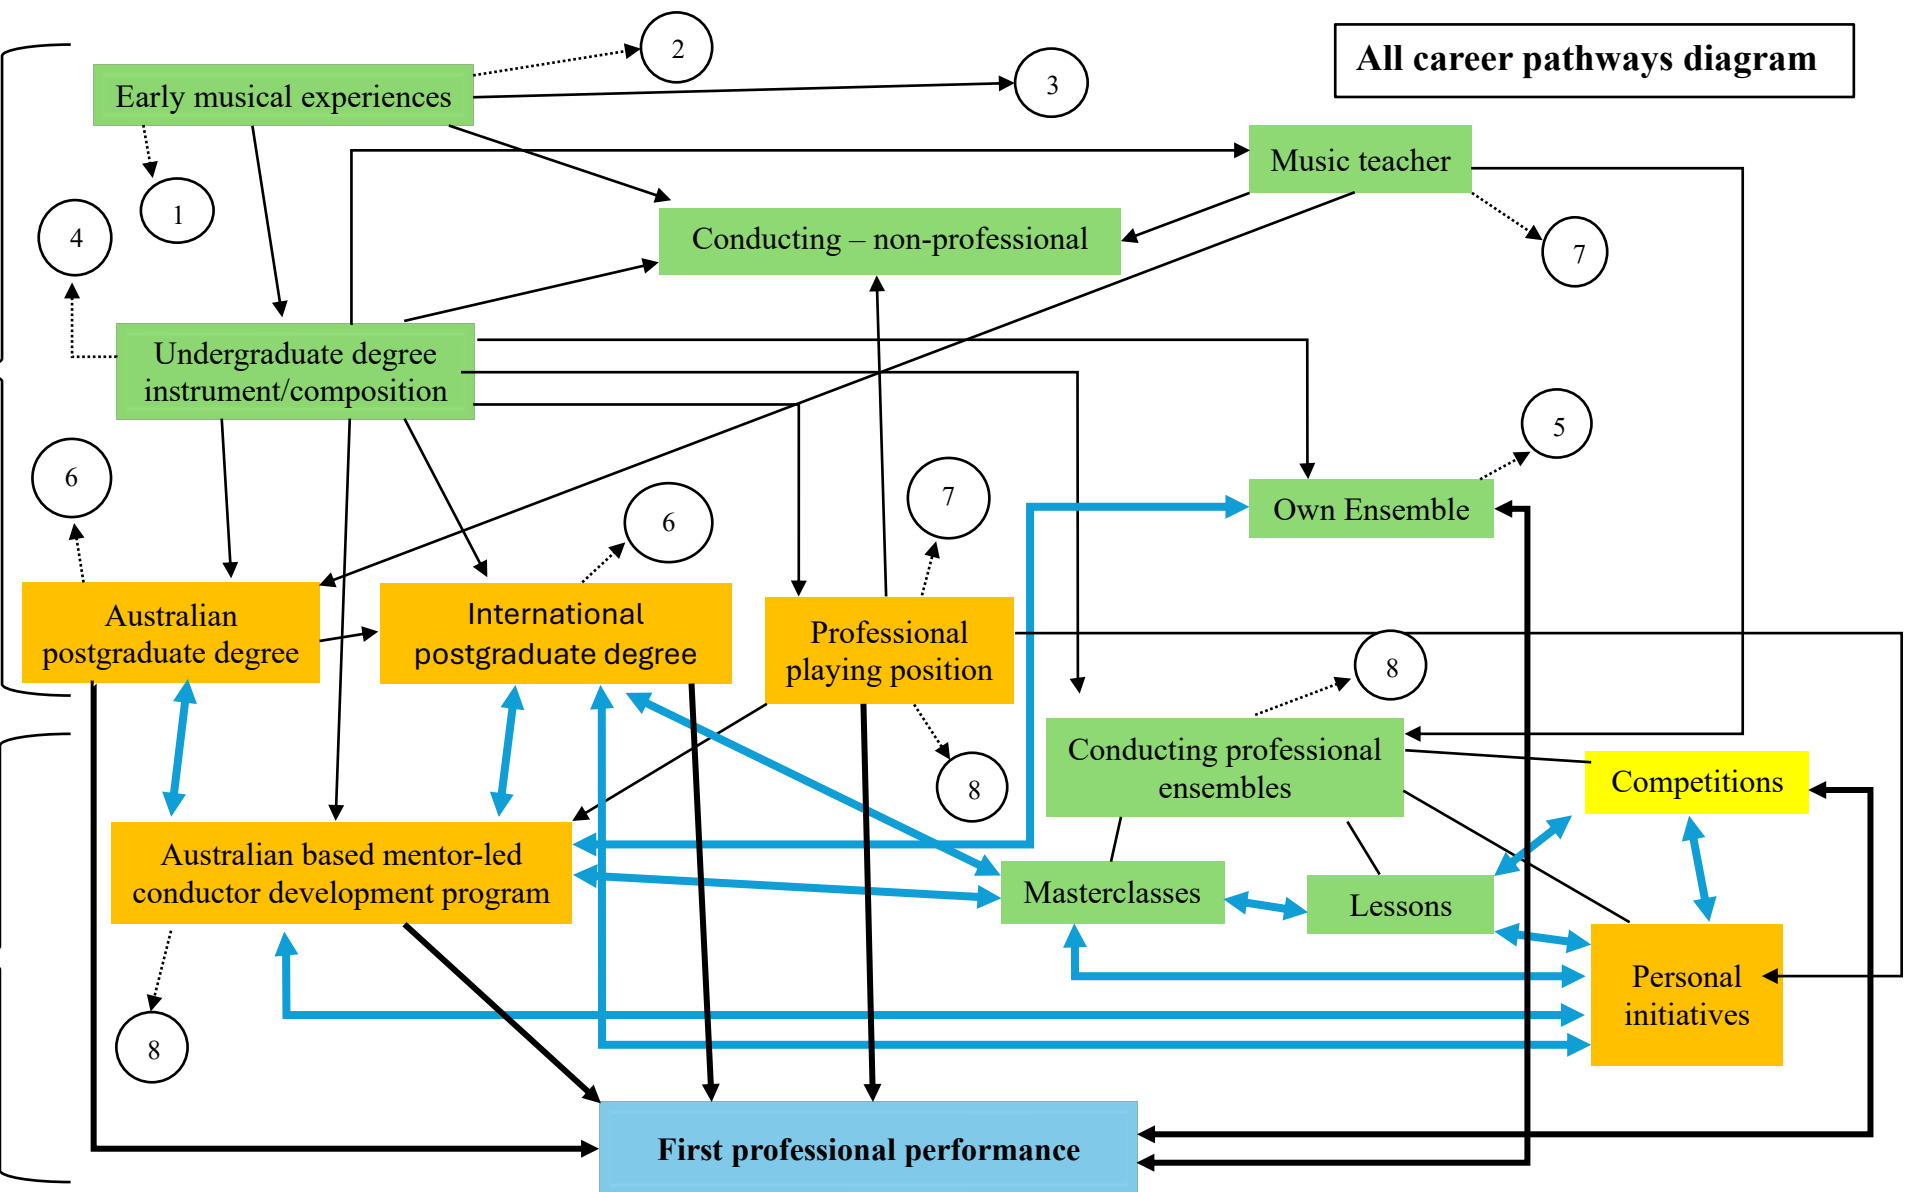 All career pathways diagram
2
3
Early musical experiences
Music teacher
1
4
Conducting – non-professional
7
Undergraduate degree
instrument/composition
5
6
7
6
Own Ensemble
Australian
postgraduate degree
International
postgraduate degree
Professional
playing position
8
Conducting professional
ensembles
Competitions
8
Australian based mentor-led
conductor development program
Masterclasses
Lessons
Personal
initiatives
8
First professional performance